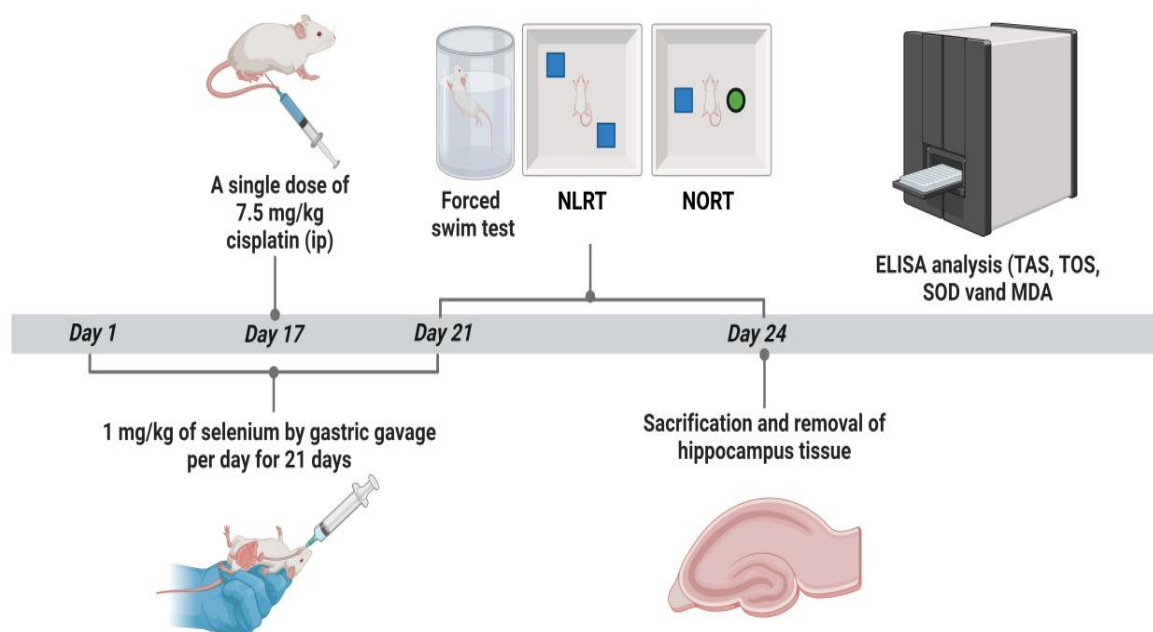 A single dose of
7.5 mg/kg
cisplatin (ip)
Forced
swim test
NLRT
NORT
ELISA analysis (TAS, TOS,
SOD vand MDA
Day 1
Day 17
Day 21
Day 24
1 mg/kg of selenium by gastric gavage
per day for 21 days
Sacrification and removal of
hippocampus tissue